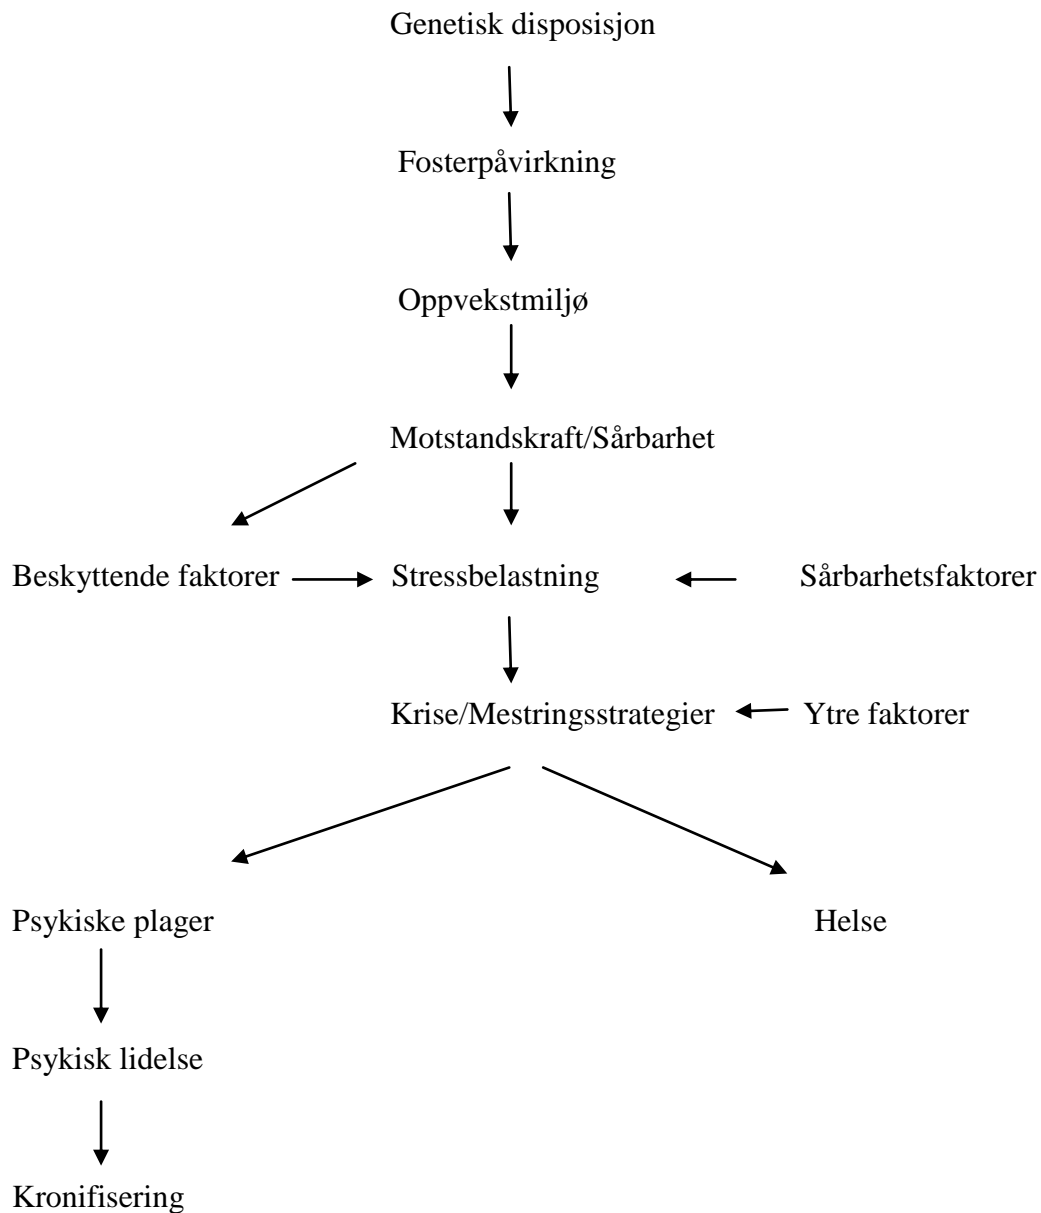 Genetisk disposisjon
Fosterpåvirkning
Oppvekstmiljø
Motstandskraft/Sårbarhet
Beskyttende faktorer Stressbelastning Sårbarhetsfaktorer
Krise/Mestringsstrategier Ytre faktorer
Psykiske plager Helse
Psykisk lidelse
Kronifisering